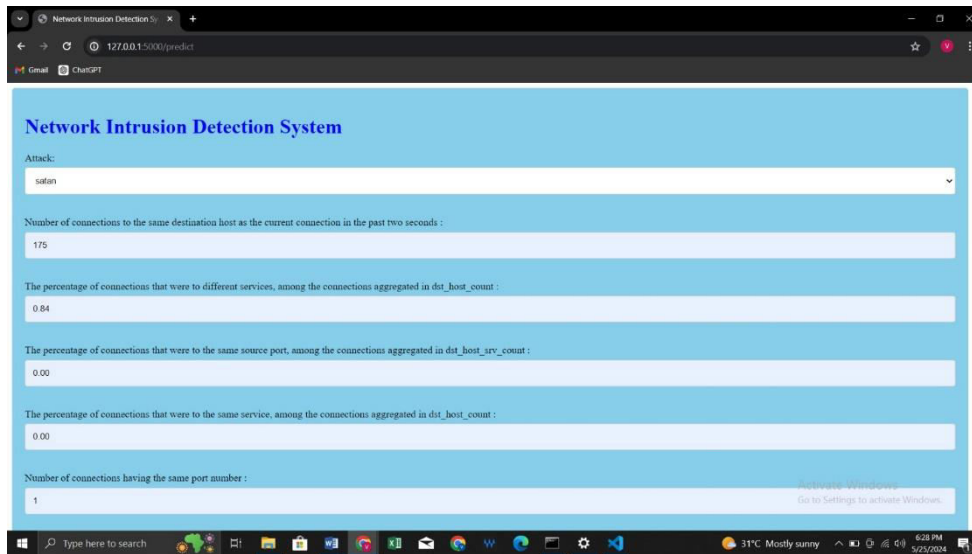 Network Intrusion Detection Sy
127.0.0.1:5000/predict
Gmail ChatGPT
Network Intrusion Detection System
Attack:
satan
Number of connections to the same destination host as the current connection in the past two seconds :
175
The percentage of connections that were to different services, among the connections aggregated in dst_host_count :
0.84
The percentage of connections that were to the same source port, among the connections aggregated in dst_host_srv_count :
0.00
The percentage of connections that were to the same service, among the connections aggregated in dst_host_count :
0.00
Number of connections having the same port number :
1
Activate Windows
Go to Settings to activate Windows.
Type here to search
31°C Mostly sunny
6:28 PM
5/25/2024